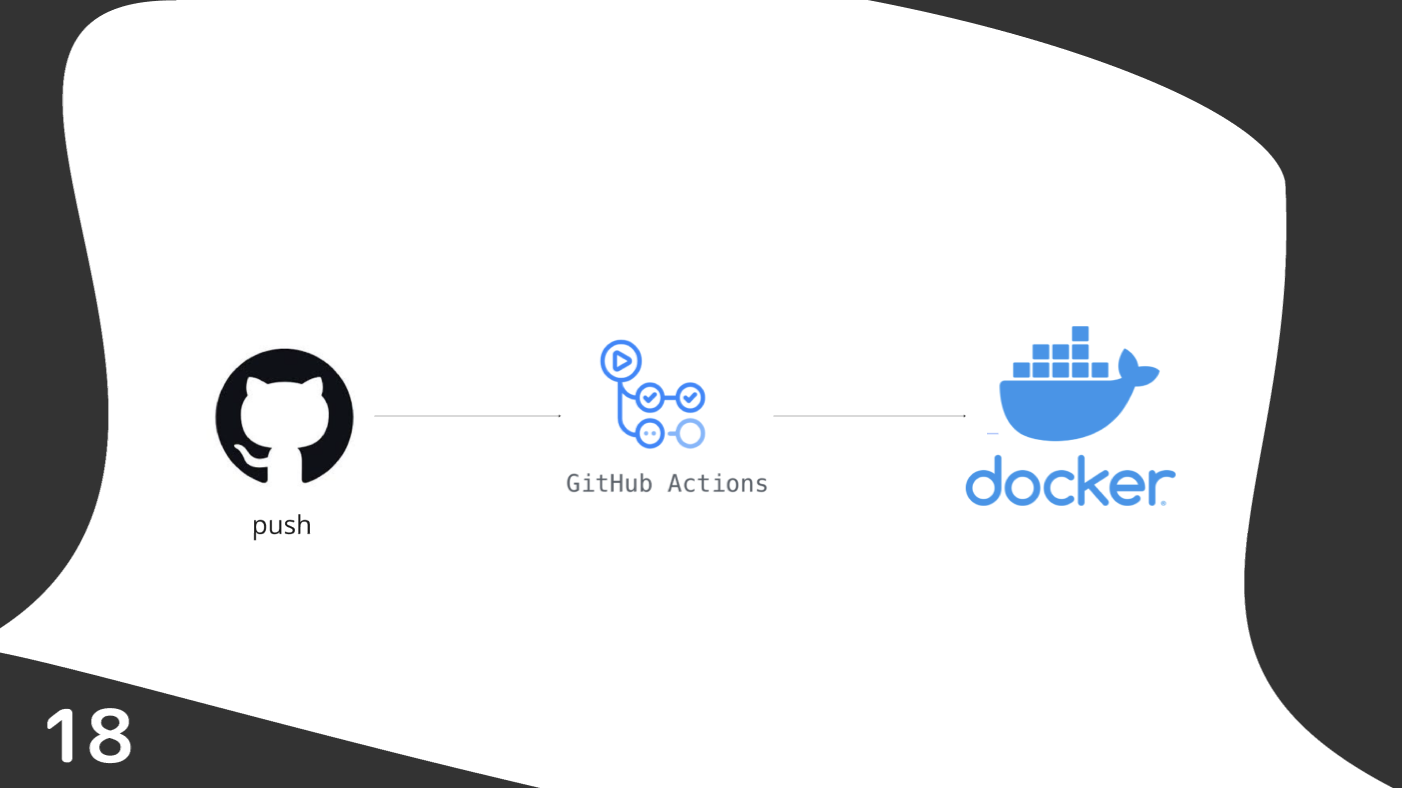 GitHub Actions
docker
push
18